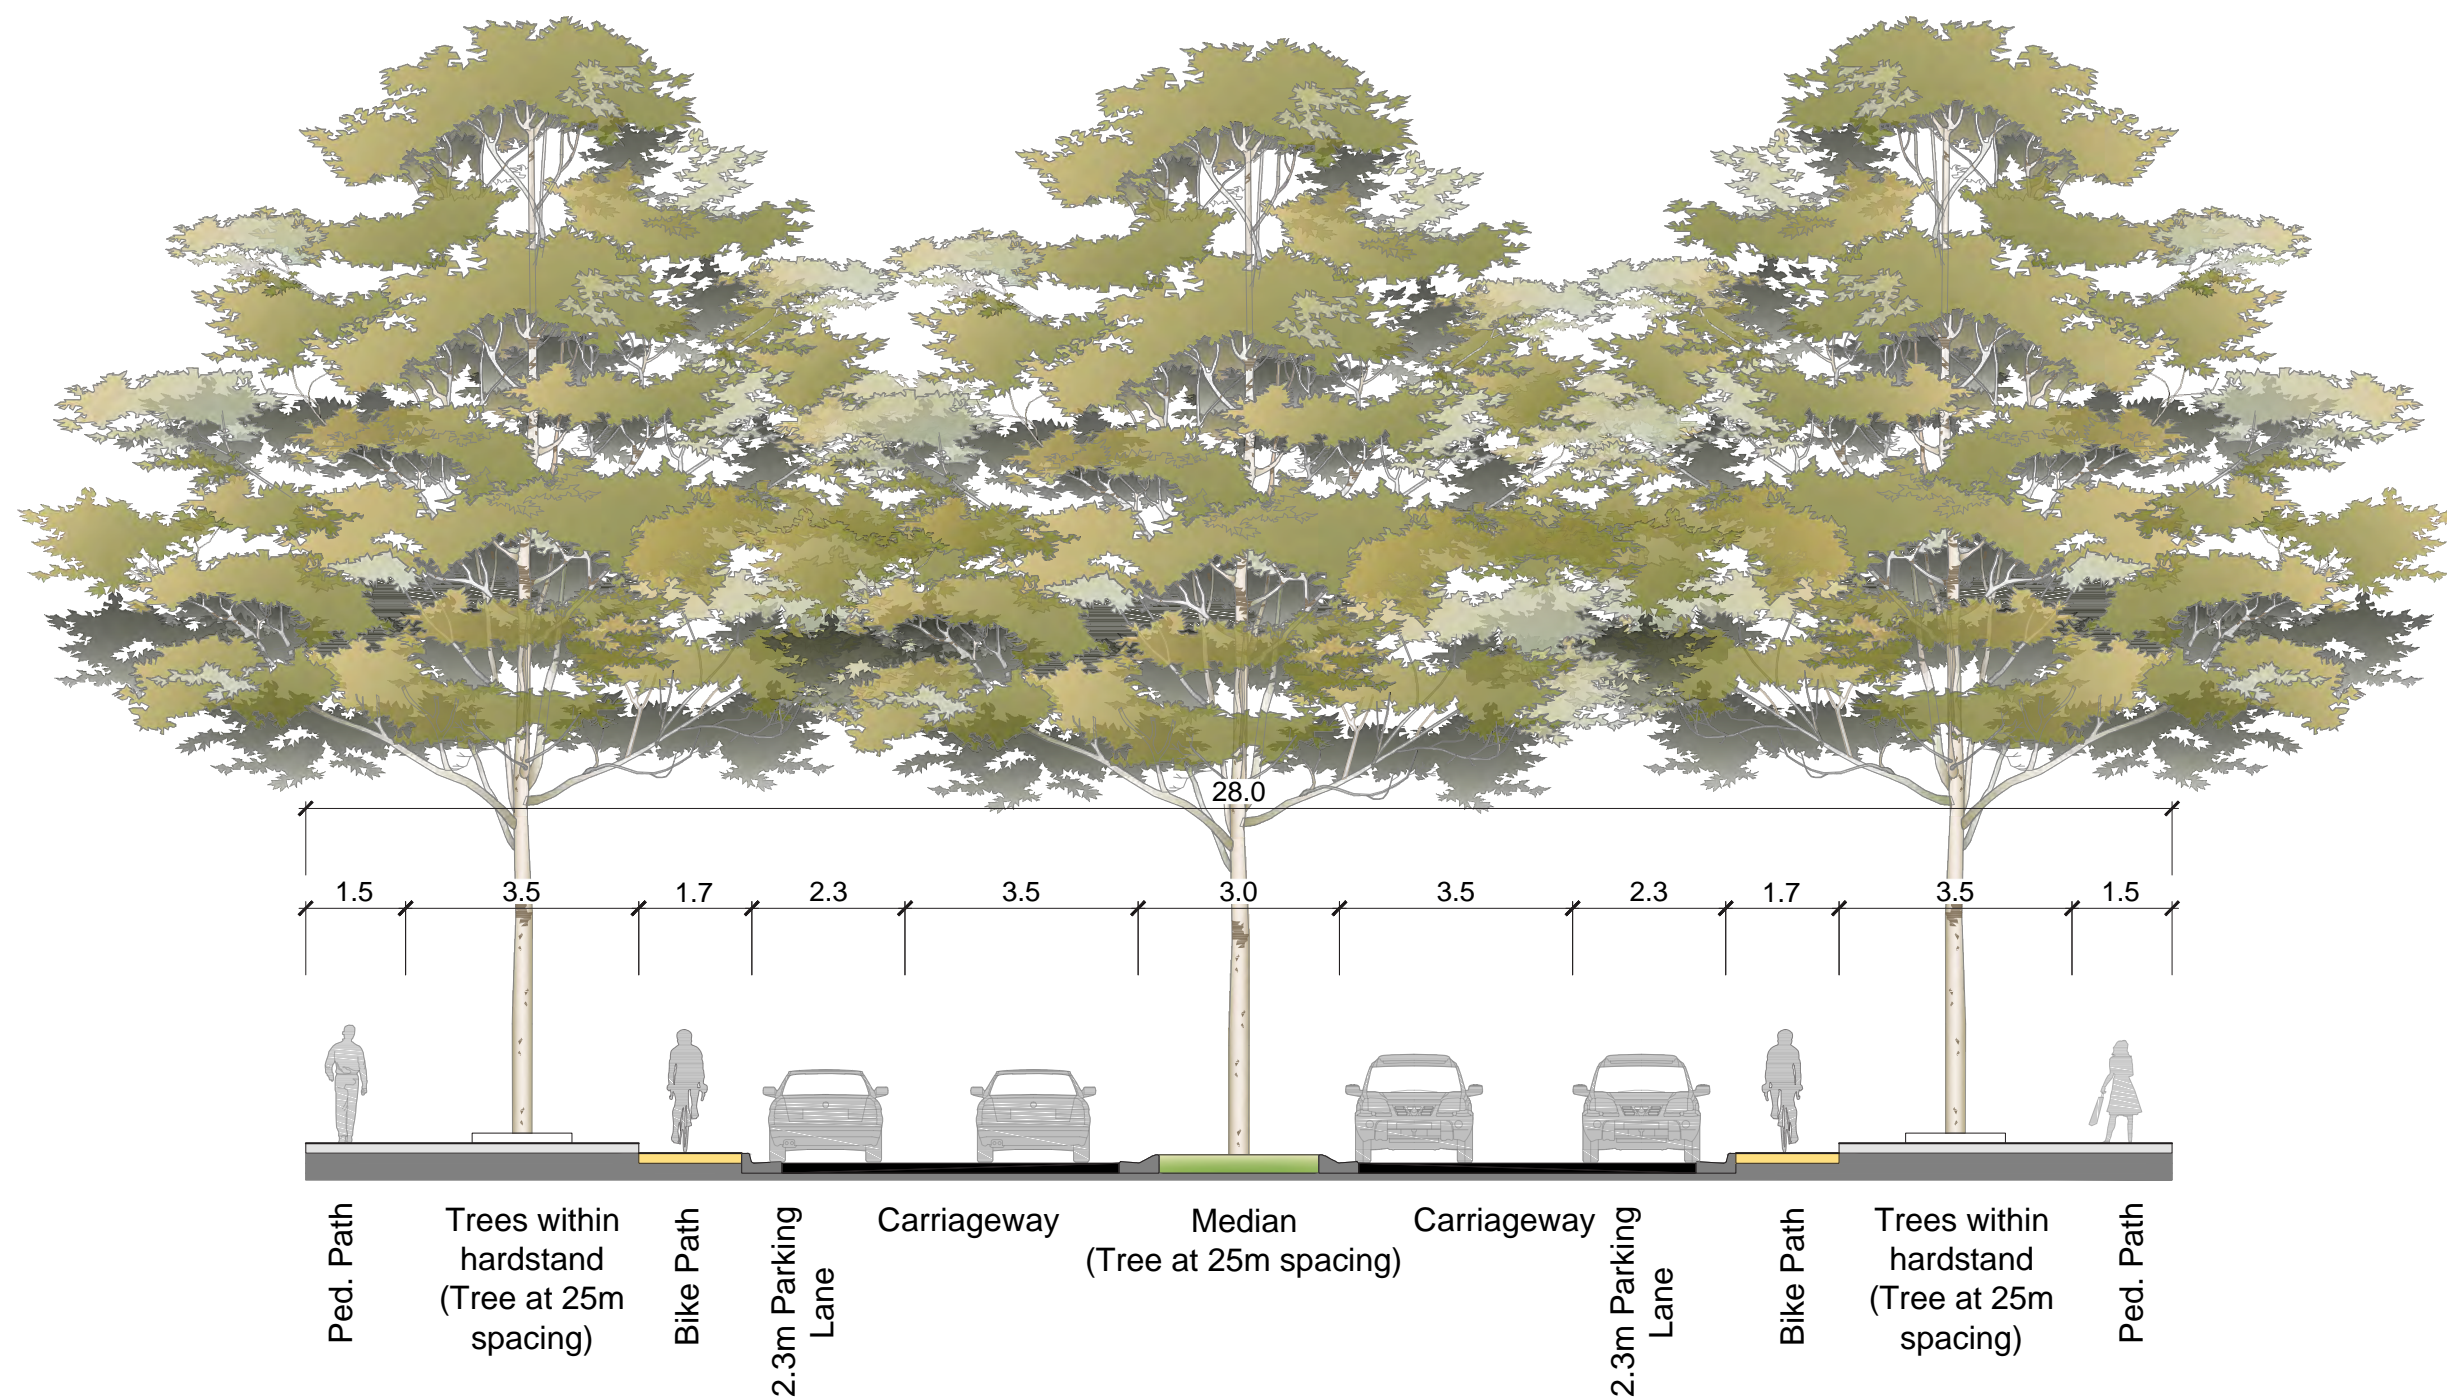 28.0
1.5
3.5
1.7
2.3
3.5
3.0
3.5
2.3
1.7
3.5
1.5
Ped. Path
Trees within
hardstand
(Tree at 25m
spacing)
Bike Path
2.3m Parking
Lane
Carriageway
Median
(Tree at 25m spacing)
Carriageway
2.3m Parking
Lane
Bike Path
Trees within
hardstand
(Tree at 25m
spacing)
Ped. Path